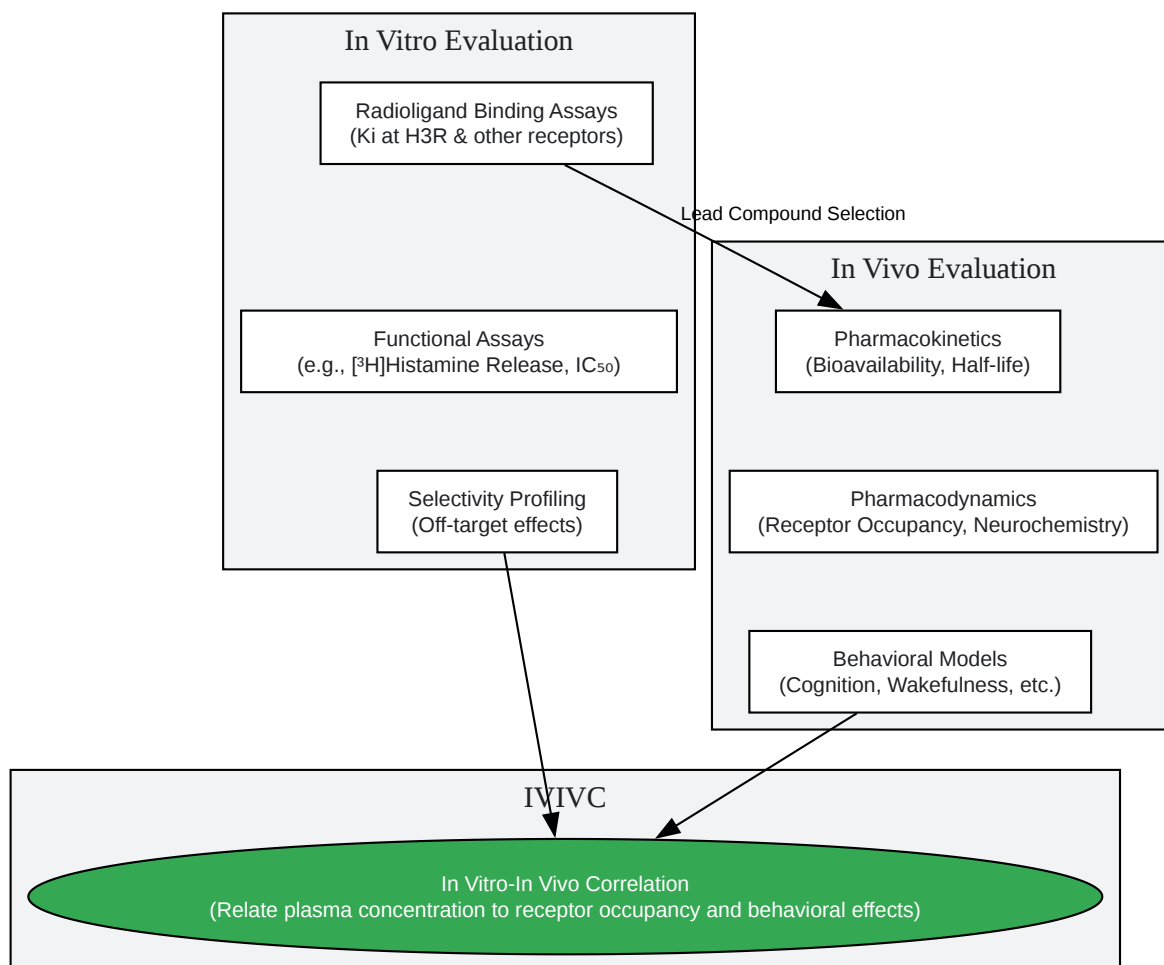 In Vitro Evaluation
Radioligand Binding Assays
(Ki at H3R & other receptors)
Lead Compound Selection
Functional Assays
(e.g., [³H]Histamine Release, IC₅₀)
Selectivity Profiling
(Off-target effects)
In Vivo Evaluation
Pharmacokinetics
(Bioavailability, Half-life)
Pharmacodynamics
(Receptor Occupancy, Neurochemistry)
Behavioral Models
(Cognition, Wakefulness, etc.)
IVIVC
In Vitro-In Vivo Correlation
(Relate plasma concentration to receptor occupancy and behavioral effects)